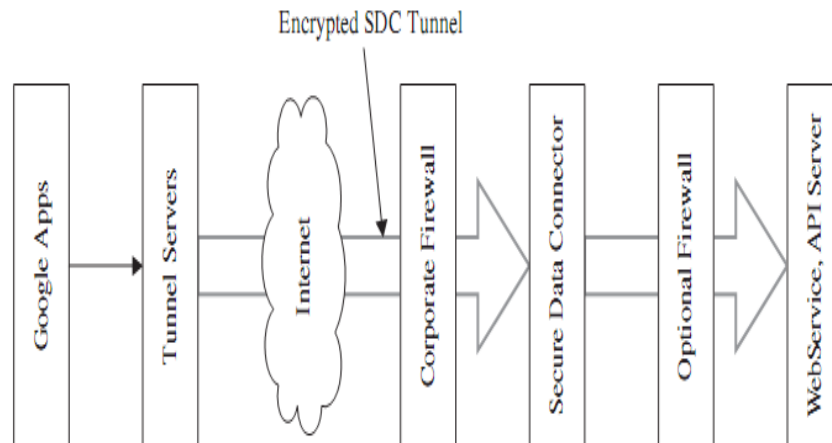 Encrypted SDC Tunnel
Google Apps
Tunnel Servers
Internet
Corporate Firewall
Secure Data Connector
Optional Firewall
WebService, API Server